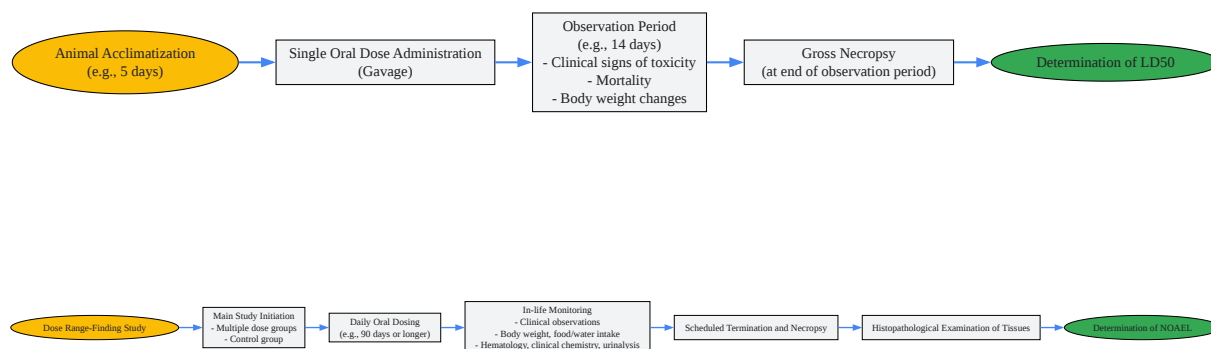 Animal Acclimatization
(e.g., 5 days)
Single Oral Dose Administration
(Gavage)
Observation Period
(e.g., 14 days)
- Clinical signs of toxicity
- Mortality
- Body weight changes
Gross Necropsy
(at end of observation period)
Determination of LD50
Dose Range-Finding Study
Main Study Initiation
- Multiple dose groups
- Control group
Daily Oral Dosing
(e.g., 90 days or longer)
In-life Monitoring
- Clinical observations
- Body weight, food/water intake
- Hematology, clinical chemistry, urinalysis
Scheduled Termination and Necropsy
Histopathological Examination of Tissues
Determination of NOAEL